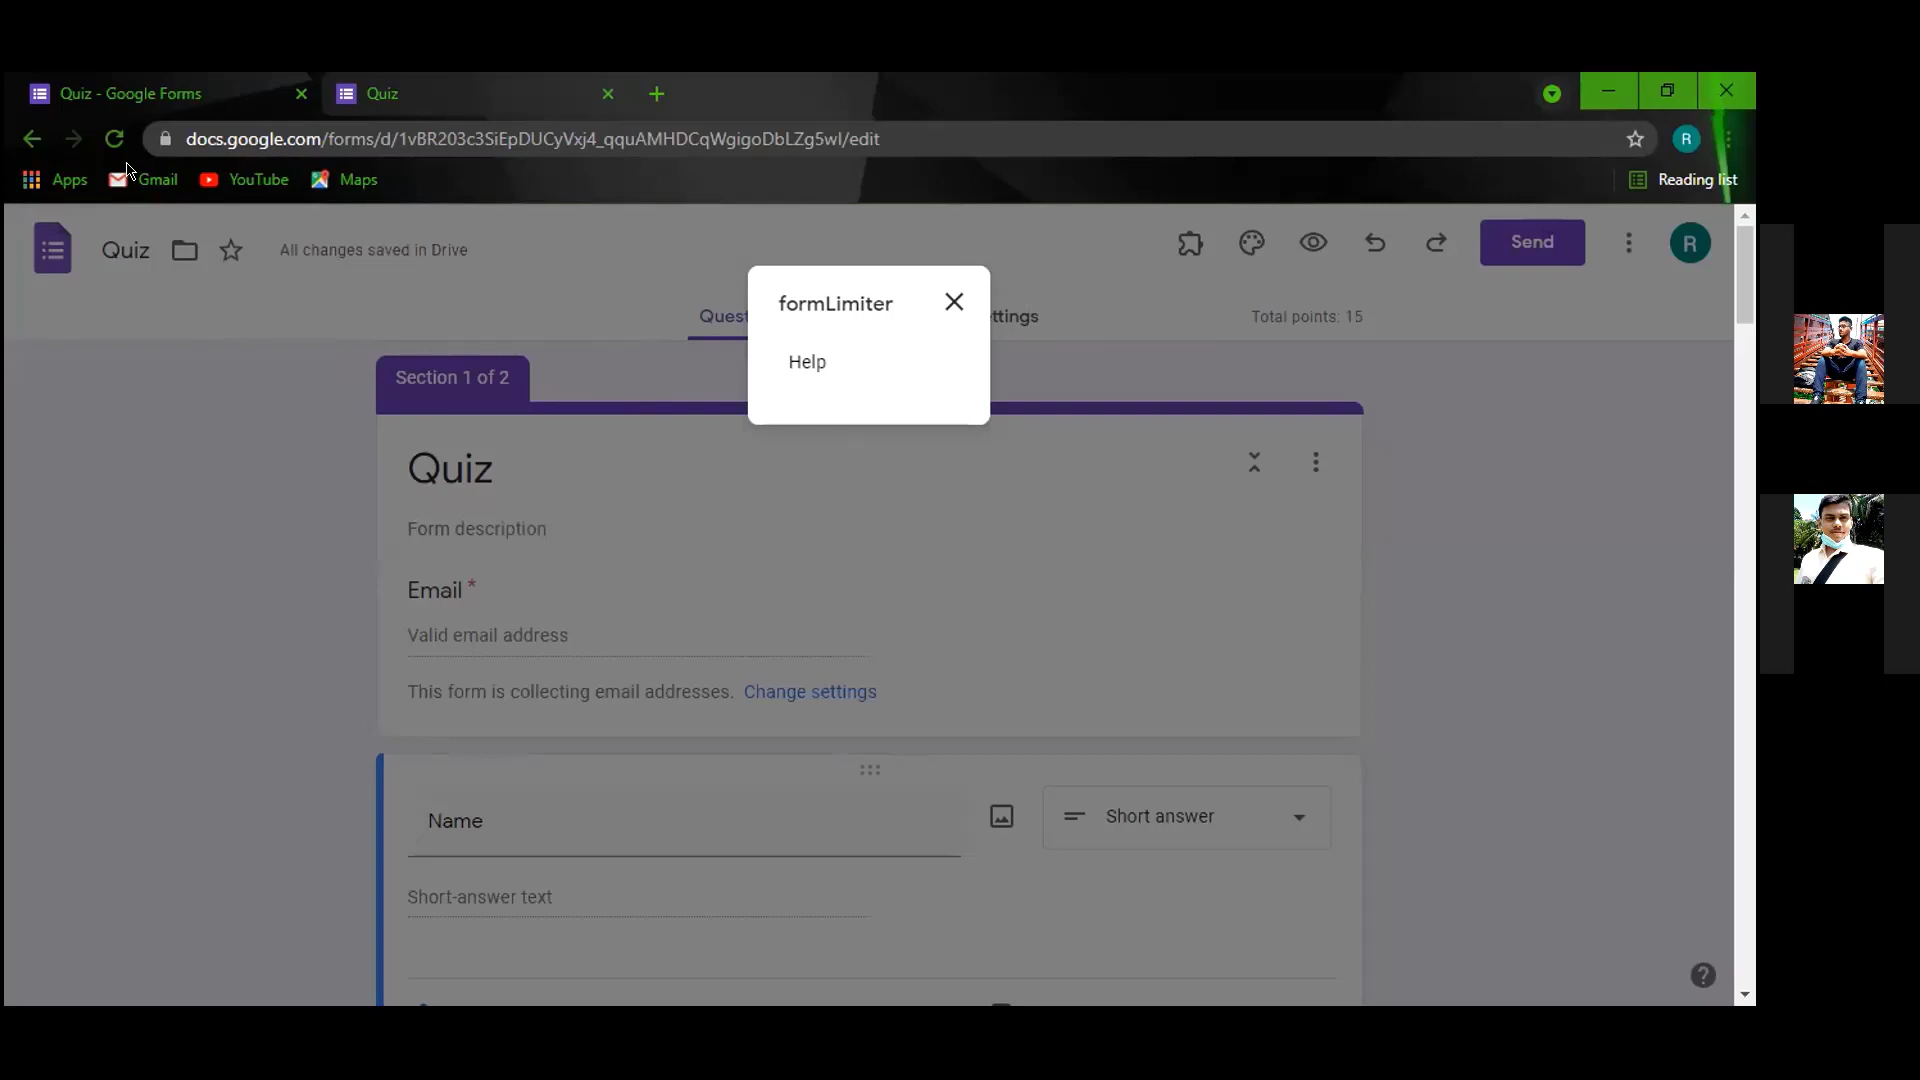 Quiz - Google Forms
Quiz
docs.google.com/forms/d/1vBR203c3SiEpDUCyVxj4_qquAMHDCqWgigoDbLZg5wI/edit
R
Apps
Gmail
YouTube
Maps
Reading list
Quiz
All changes saved in Drive
Send
R
Quest
ttings
Total points: 15
formLimiter
Help
Section 1 of 2
Quiz
Form description
Email *
Valid email address
This form is collecting email addresses. Change settings
Name
Short answer
Short-answer text